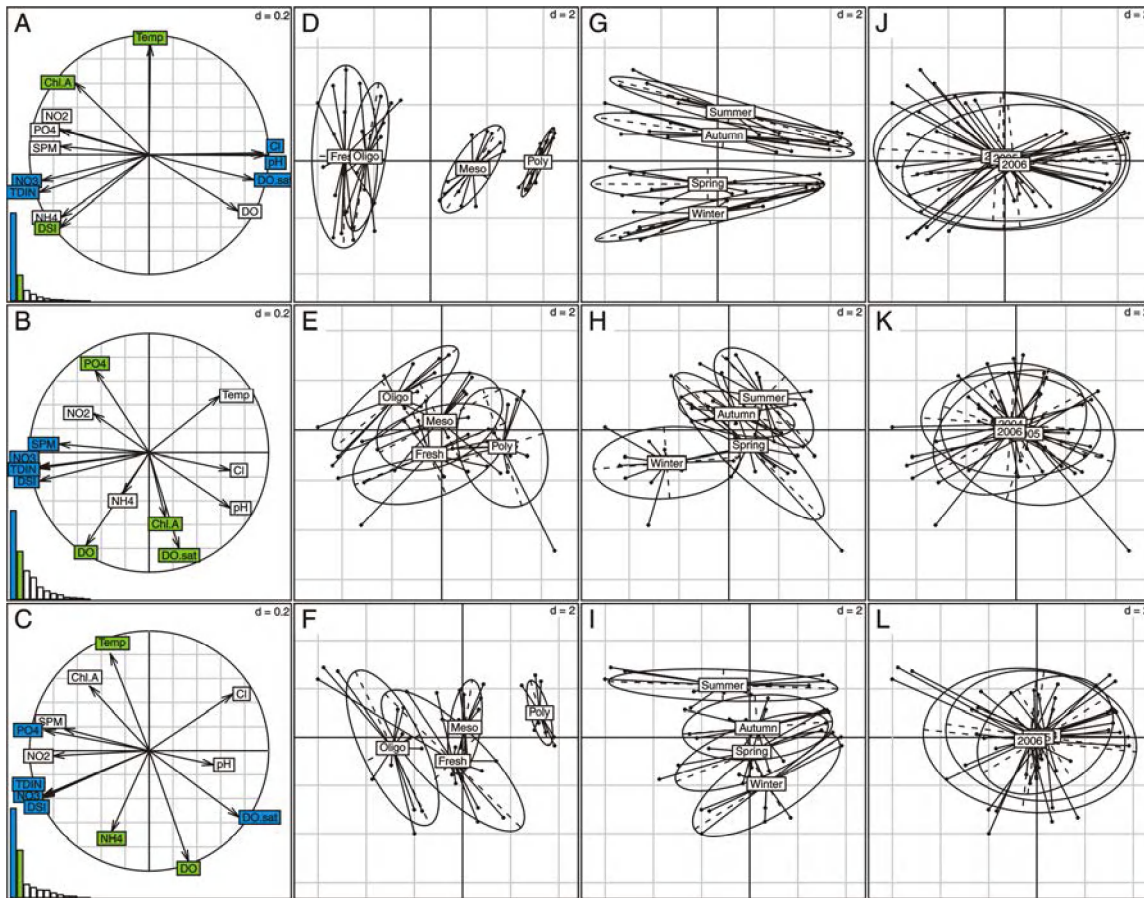 A
d = 0.2
Temp
Chl.A
NO2
PO4
SPM
Cl
pH
NO3
TDIN
DO.sat
NH4
DO
DSI
D
d = 2
Oligo
Meso
Poly
G
d = 2
Summer
Autumn
Spring
Winter
J
2006
B
d = 0.2
PO4
Temp
NO2
SPM
NO3
TDIN
DSI
Cl
NH4
pH
Chl.A
DO
DO.sat
E
d = 2
Oligo
Meso
Fresh
Poly
H
d = 2
Summer
Autumn
Spring
Winter
K
2006
C
d = 0.2
Temp
Chl.A
Cl
SPM
PO4
NO2
pH
TDIN
NO3
DSI
DO.sat
NH4
DO
F
d = 2
Poly
Meso
Oligo
Fresh
I
d = 2
Summer
Autumn
Spring
Winter
L
2006